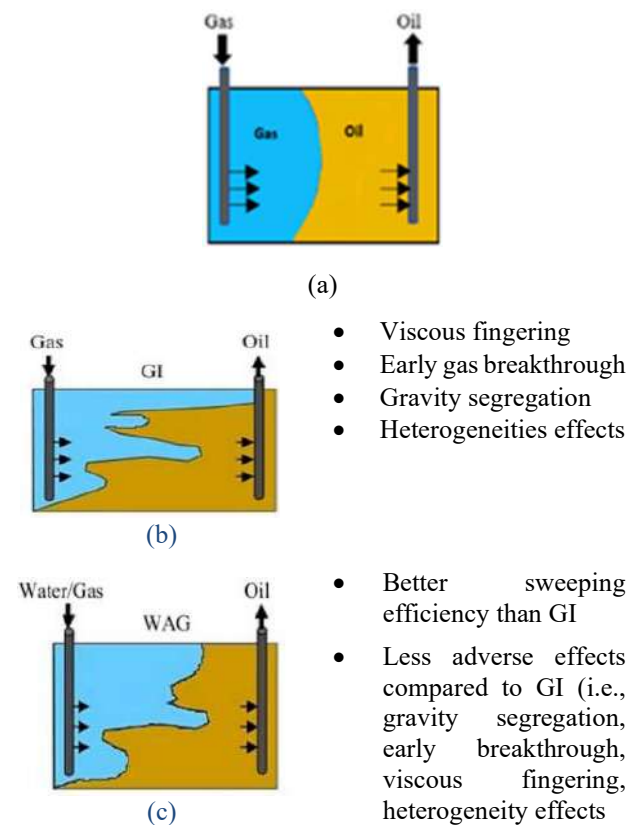 Gas Oil
Gas Oil
(a)
Gas Oil
GI
(b)
• Viscous fingering
• Early gas breakthrough
• Gravity segregation
• Heterogeneities effects
Water/Gas Oil
WAG
(c)
• Better sweeping
efficiency than GI
• Less adverse effects
compared to GI (i.e.,
gravity segregation,
early breakthrough,
viscous fingering,
heterogeneity effects